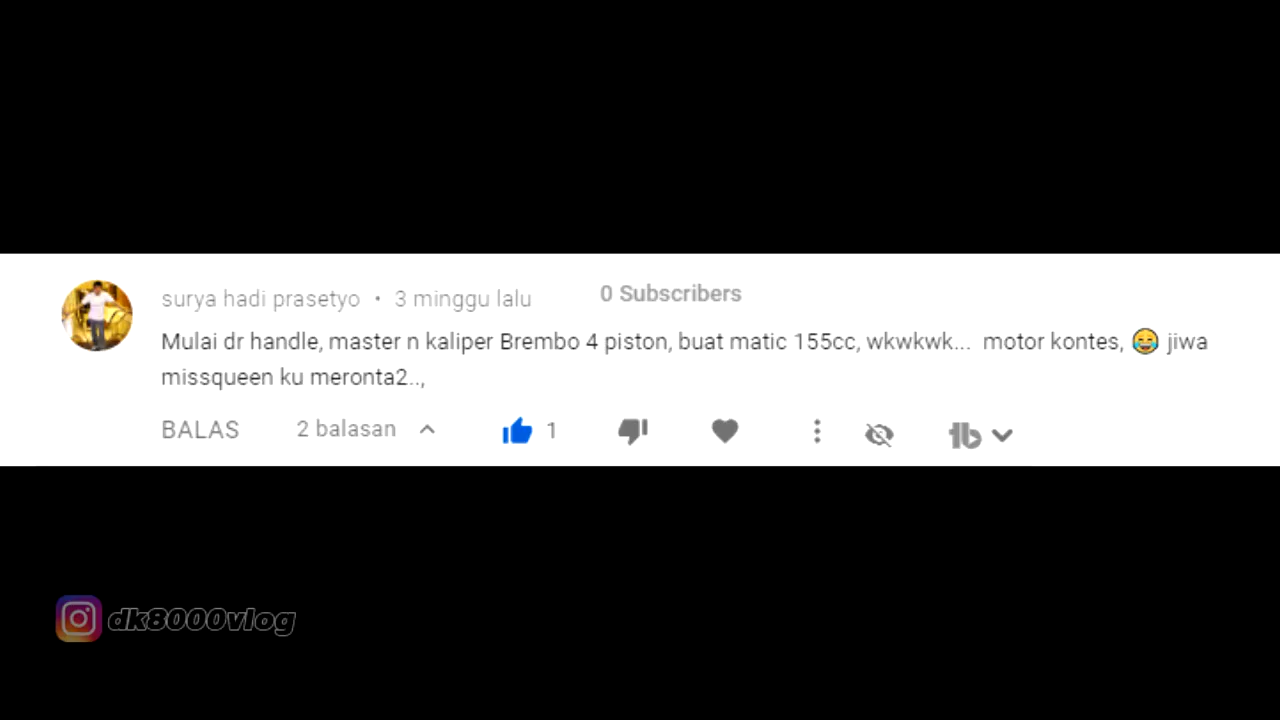 surya hadi prasetyo • 3 minggu lalu 0 Subscribers
Mulai dr handle, master n kaliper Brembo 4 piston, buat matic 155cc, wkwkwk... motor kontes, 😂 jiwa
missqueen ku meronta2..,
BALAS 2 balasan 1
dk8000vlog